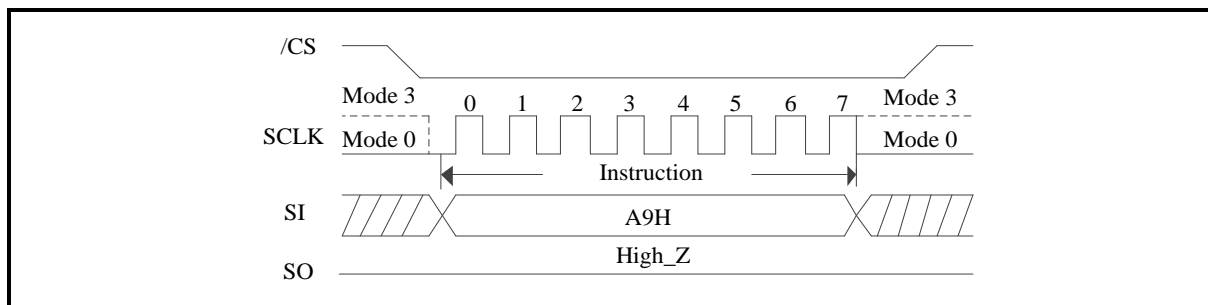 /CS
Mode 3 0 1 2 3 4 5 6 7 Mode 3
SCLK Mode 0 Mode 0
Instruction
SI A9H
High_Z
SO